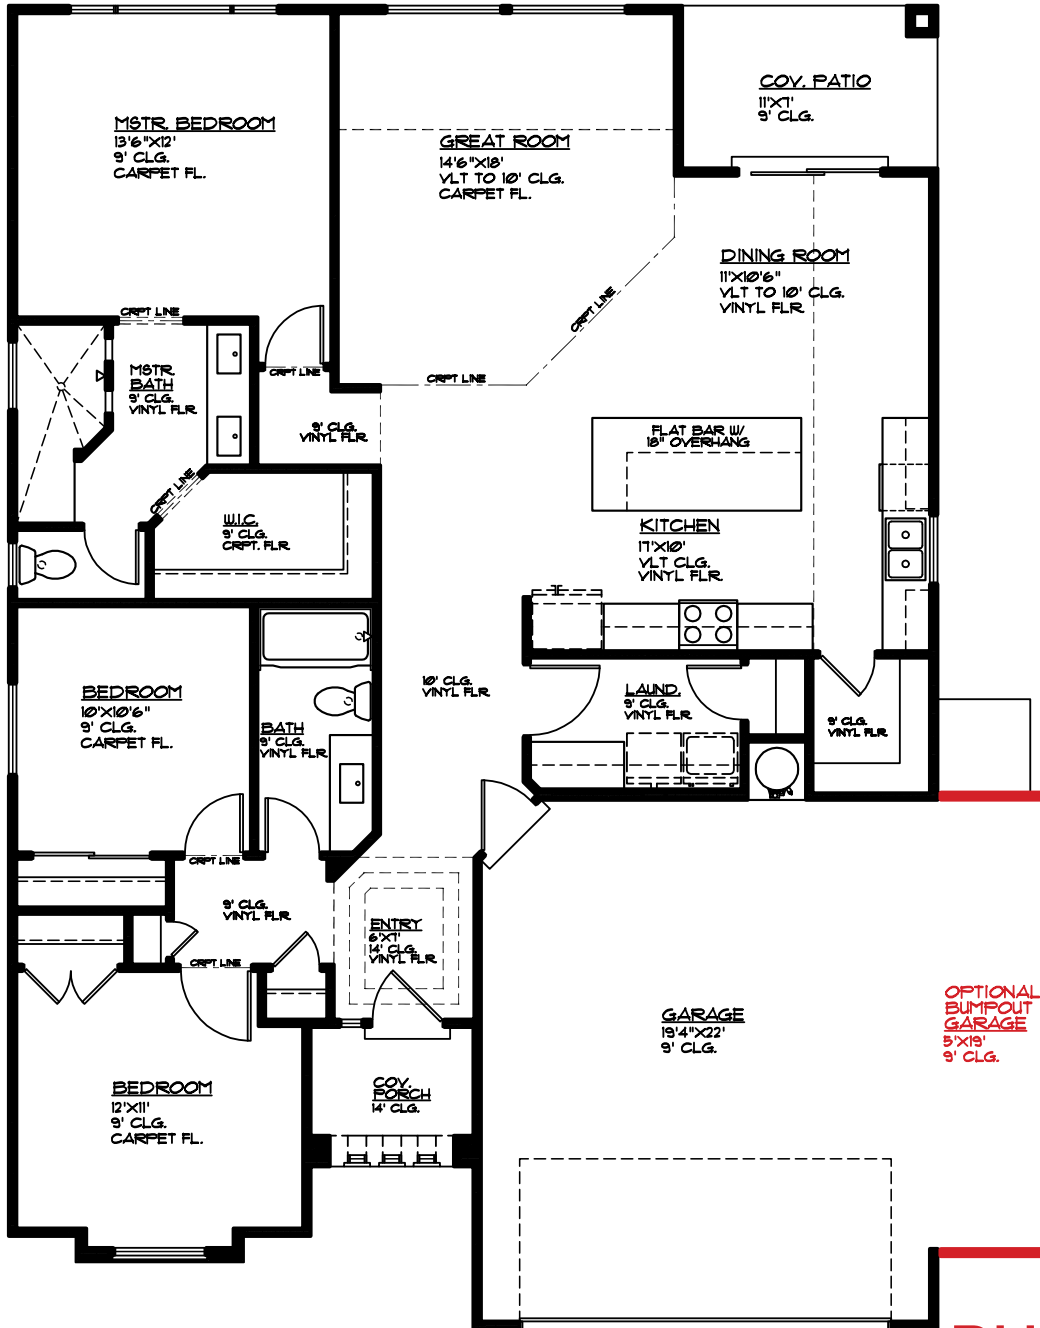 COV. PATIO
11'X7'
9' CLG.
MSTR. BEDROOM
13'6"X12'
9' CLG.
CARPET FL.
GREAT ROOM
14'6"X18'
VLT TO 10' CLG.
CARPET FL.
DINING ROOM
11'X10'6"
VLT TO 10' CLG.
VINYL FLR.
CRPT LINE
CRPT LINE
CRPT LINE
CRPT LINE
MSTR.
BATH
9' CLG.
VINYL FLR.
9' CLG.
VINYL FLR.
FLAT BAR W/
18" OVERHANG
CRPT LINE
W.I.C.
9' CLG.
CRPT. FLR.
KITCHEN
17'X10'
VLT CLG.
VINYL FLR.
BEDROOM
10'X10'6"
9' CLG.
CARPET FL.
10' CLG.
VINYL FLR.
LAUND.
9' CLG.
VINYL FLR.
BATH
9' CLG.
VINYL FLR.
9' CLG.
VINYL FLR.
CRPT LINE
9' CLG.
VINYL FLR.
ENTRY
6'X7'
14' CLG.
VINYL FLR.
CRPT LINE
GARAGE
19'4"X22'
9' CLG.
OPTIONAL
BUMPOUT
GARAGE
5'X19'
9' CLG.
BEDROOM
12'X11'
9' CLG.
CARPET FL.
COV.
PORCH
14' CLG.